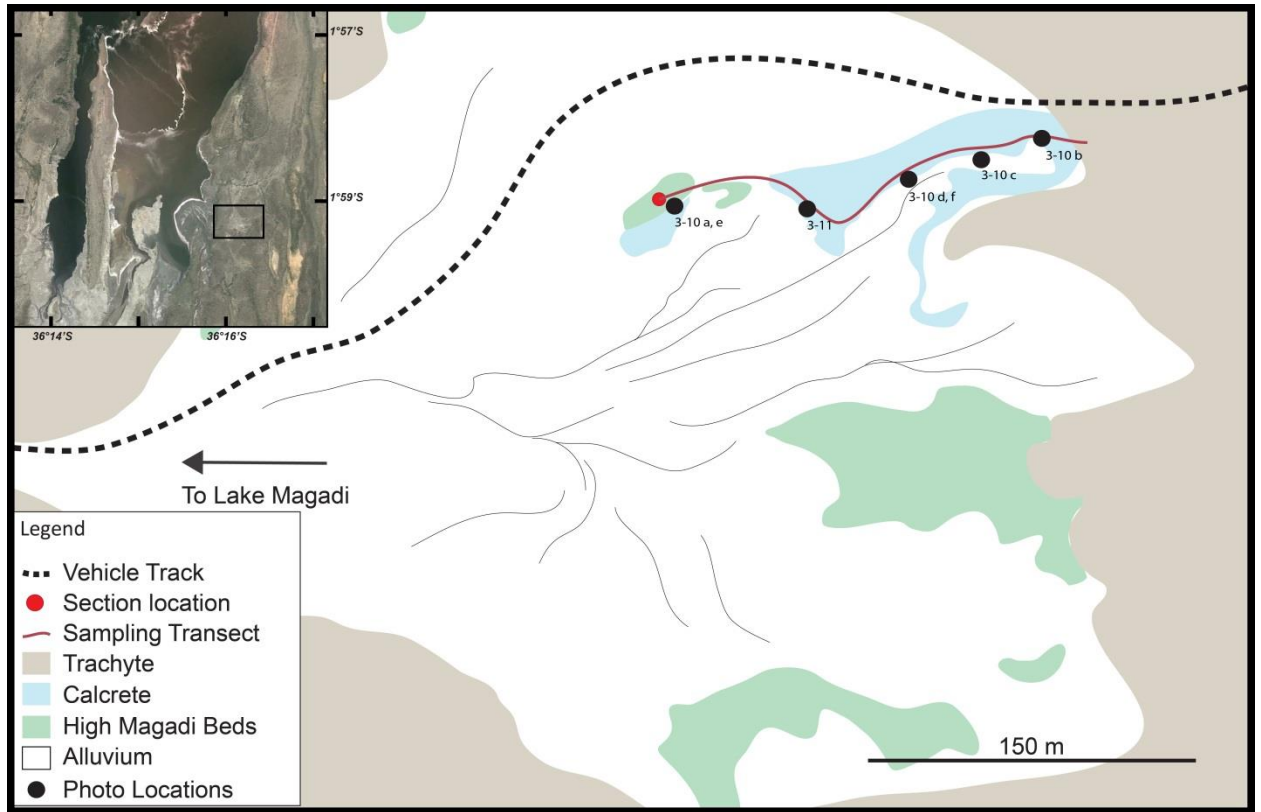 1°57'S
1°59'S
36°14'S
36°16'S
3-10 b
3-10 c
3-10 d, f
3-10 a, e
3-11
To Lake Magadi
Legend
Vehicle Track
Section location
Sampling Transect
Trachyte
Calcrete
High Magadi Beds
Alluvium
Photo Locations
150 m